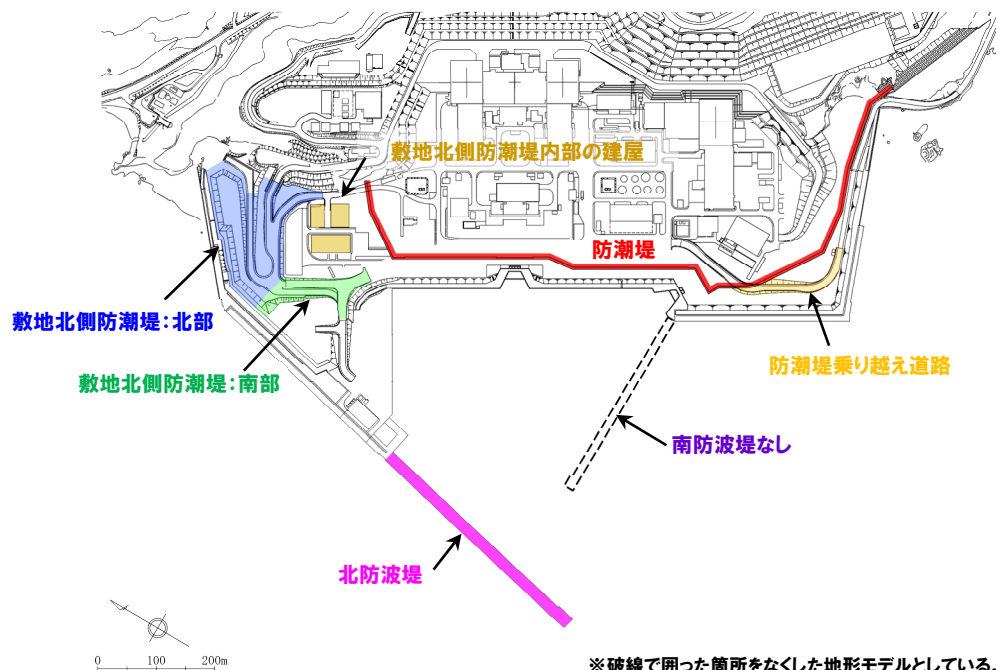 敷地北側防潮堤内部の建屋
防潮堤
敷地北側防潮堤:北部
防潮堤乗り越え道路
敷地北側防潮堤:南部
南防波堤なし
北防波堤
0 100 200m
※破線で囲った箇所をなくした地形モデルとしている。